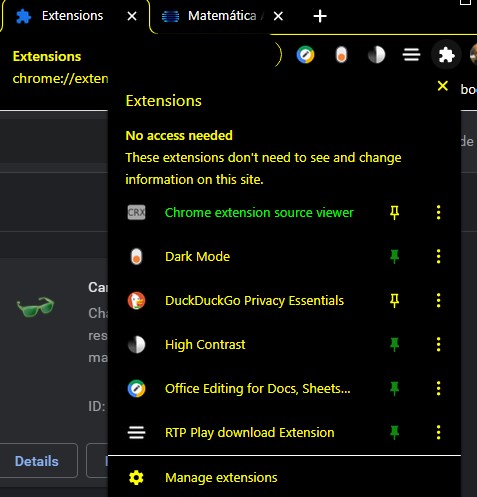 Extensions
Matemática
Extensions
chrome://exten
Extensions
No access needed
These extensions don't need to see and change
information on this site.
CRX
Chrome extension source viewer
Dark Mode
DuckDuckGo Privacy Essentials
High Contrast
Office Editing for Docs, Sheets...
RTP Play download Extension
Manage extensions
boo
de
Car
Cha
res
ma
ID:
Details